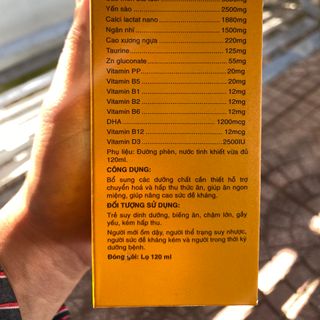 Yến sào 2500mg
Calci lactat nano 1880mg
Ngân nhĩ 1500mg
Cao xương ngựa 220mg
Taurine 125mg
Zn gluconate 55mg
Vitamin PP 20mg
Vitamin B5 20mg
Vitamin B1 12mg
Vitamin B2 12mg
Vitamin B6 12mg
DHA 1200mcg
Vitamin B12 12mcg
Vitamin D3 2500IU
Phụ liệu: Đường phèn, nước tinh khiết vừa đủ
120ml.
CÔNG DỤNG:
Bổ sung các dưỡng chất cần thiết hỗ trợ
chuyển hoá và hấp thu thức ăn, giúp ăn ngon
miệng, giúp nâng cao sức đề kháng.
ĐỐI TƯỢNG SỬ DỤNG:
Trẻ suy dinh dưỡng, biếng ăn, chậm lớn, gầy
yếu, kém hấp thu.
Người mới ốm dậy, người thể trạng suy nhược,
người sức đề kháng kém và người trong thời kỳ
dưỡng bệnh.
Đóng gói: Lọ 120 ml